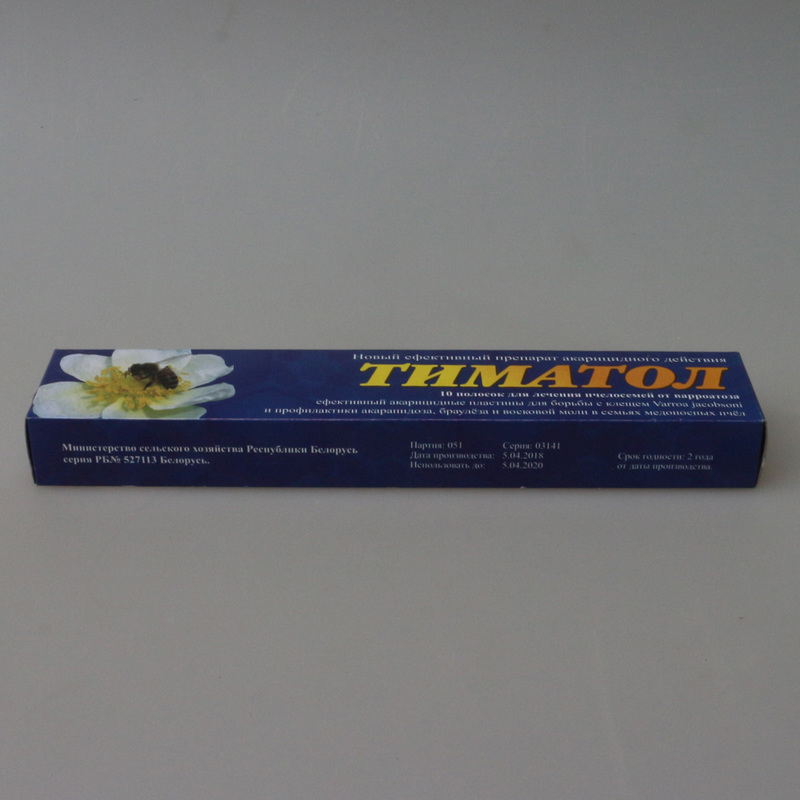 Новый ефективный препарат акарицидного действия
ТИМАТОЛ
10 полосок для лечения пчелосемей от варроатоза
ефективный акарицидные пластины для борьбы с клещем Varroa jacobsoni
и профилактики акарапидоза, браулёза и восковой моли в семьях медоносных пчёл
Министерство сельского хозяйства Республики Белорусь
серия РБ№ 527113 Белорусь.
Партия: 051 Серия: 03141
Дата производства: 5.04.2018
Использовать до: 5.04.2020
Срок годности: 2 года
от даты производства.